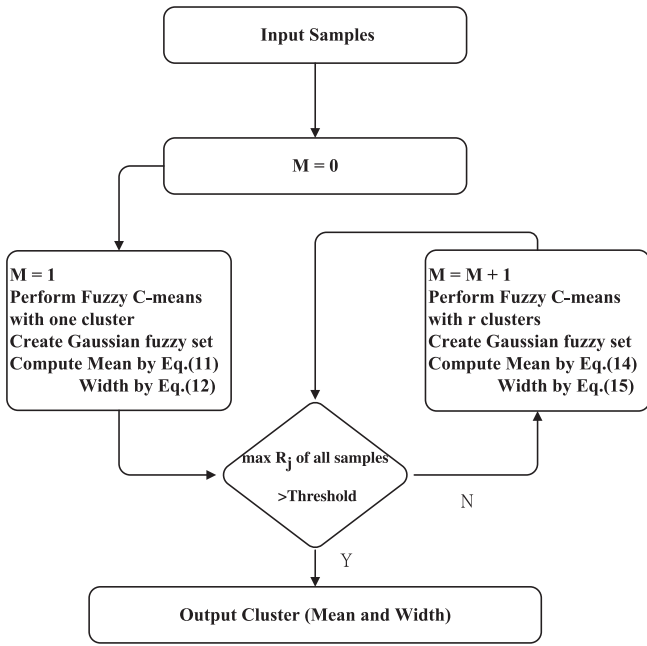 Input Samples
M = 0
M = 1
Perform Fuzzy C-means
with one cluster
Create Gaussian fuzzy set
Compute Mean by Eq.(11)
Width by Eq.(12)
M = M + 1
Perform Fuzzy C-means
with r clusters
Create Gaussian fuzzy set
Compute Mean by Eq.(14)
Width by Eq.(15)
max Rj of all samples
>Threshold
N
Y
Output Cluster (Mean and Width)